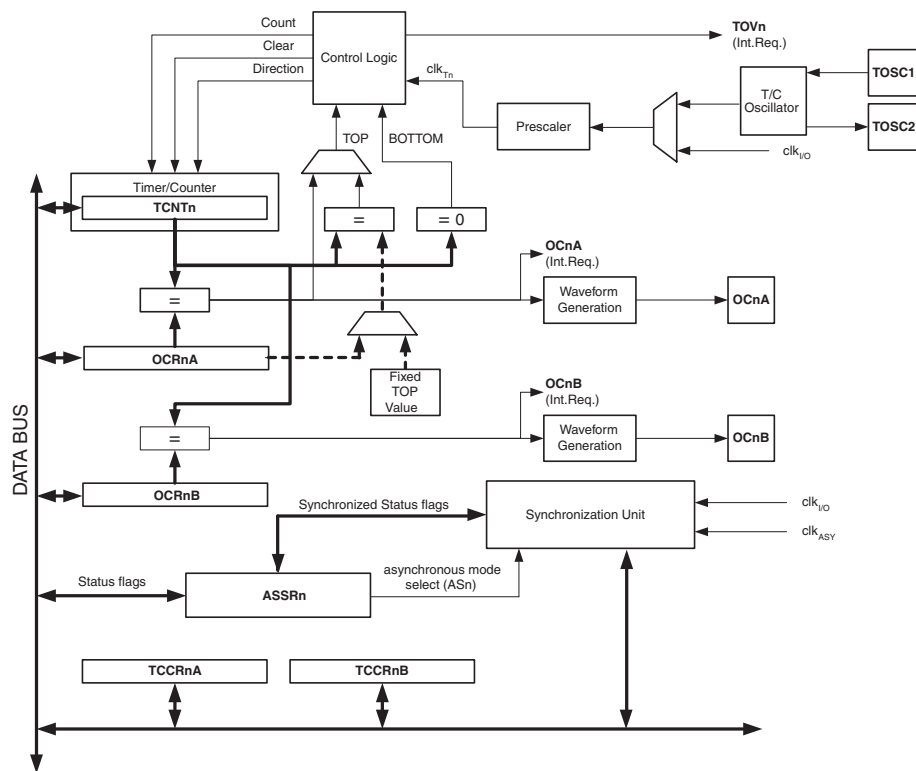 Count
Clear
Direction
Control Logic
TOVn
(Int.Req.)
clkTn
TOSC1
T/C
Oscillator
TOSC2
Prescaler
clkI/O
TOP
BOTTOM
Timer/Counter
TCNTn
=
= 0
OCnA
(Int.Req.)
=
Waveform
Generation
OCnA
OCRnA
Fixed
TOP
Value
OCnB
(Int.Req.)
=
Waveform
Generation
OCnB
DATA BUS
OCRnB
Synchronized Status flags
Synchronization Unit
clkI/O
clkASY
Status flags
ASSRn
asynchronous mode
select (ASn)
TCCRnA
TCCRnB